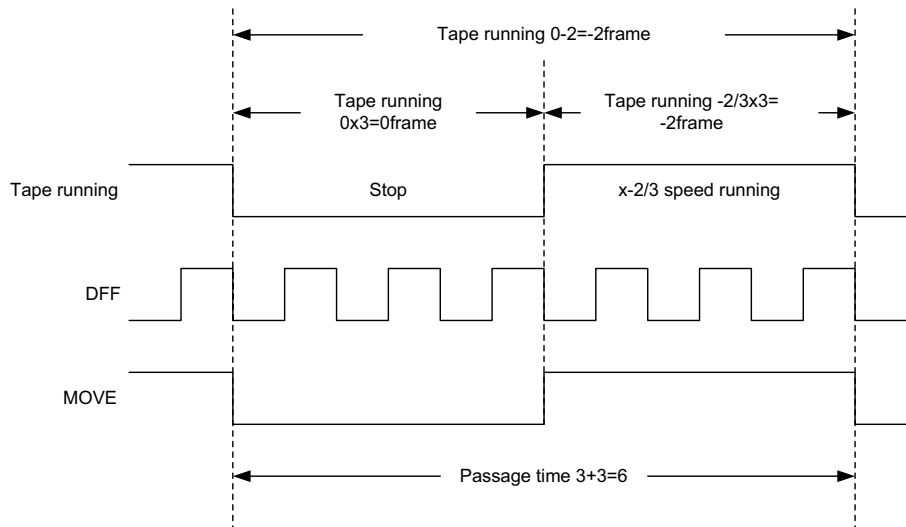 Tape running 0-2=-2frame
Tape running
0x3=0frame
Tape running -2/3x3=
-2frame
Tape running
Stop
x-2/3 speed running
DFF
MOVE
Passage time 3+3=6